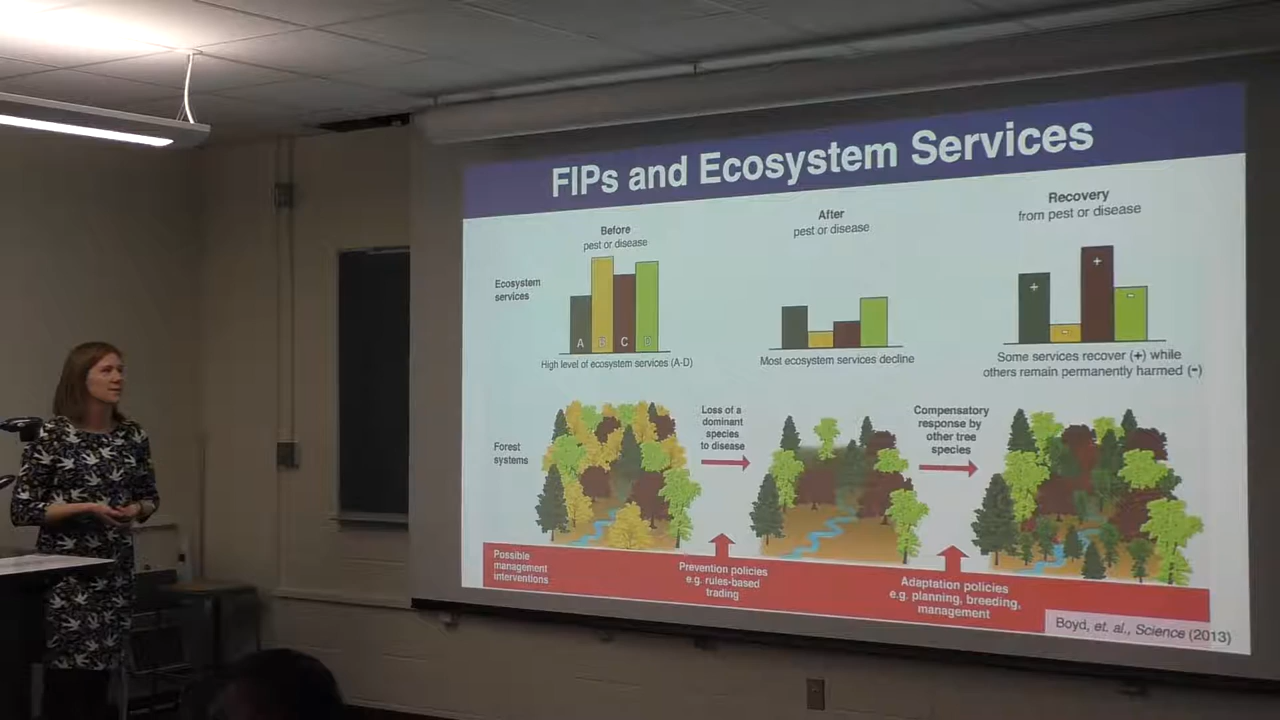 FIPs and Ecosystem Services
Before
pest or disease
After
pest or disease
Recovery
from pest or disease
Ecosystem
services
A B C D
+ - + -
High level of ecosystem services (A-D)
Most ecosystem services decline
Some services recover (+) while
others remain permanently harmed (-)
Forest
systems
Loss of a
dominant
species
to disease
Compensatory
response by
other tree
species
Possible
management
interventions
Prevention policies
e.g. rules-based
trading
Adaptation policies
e.g. planning, breeding,
management
Boyd, et. al., Science (2013)